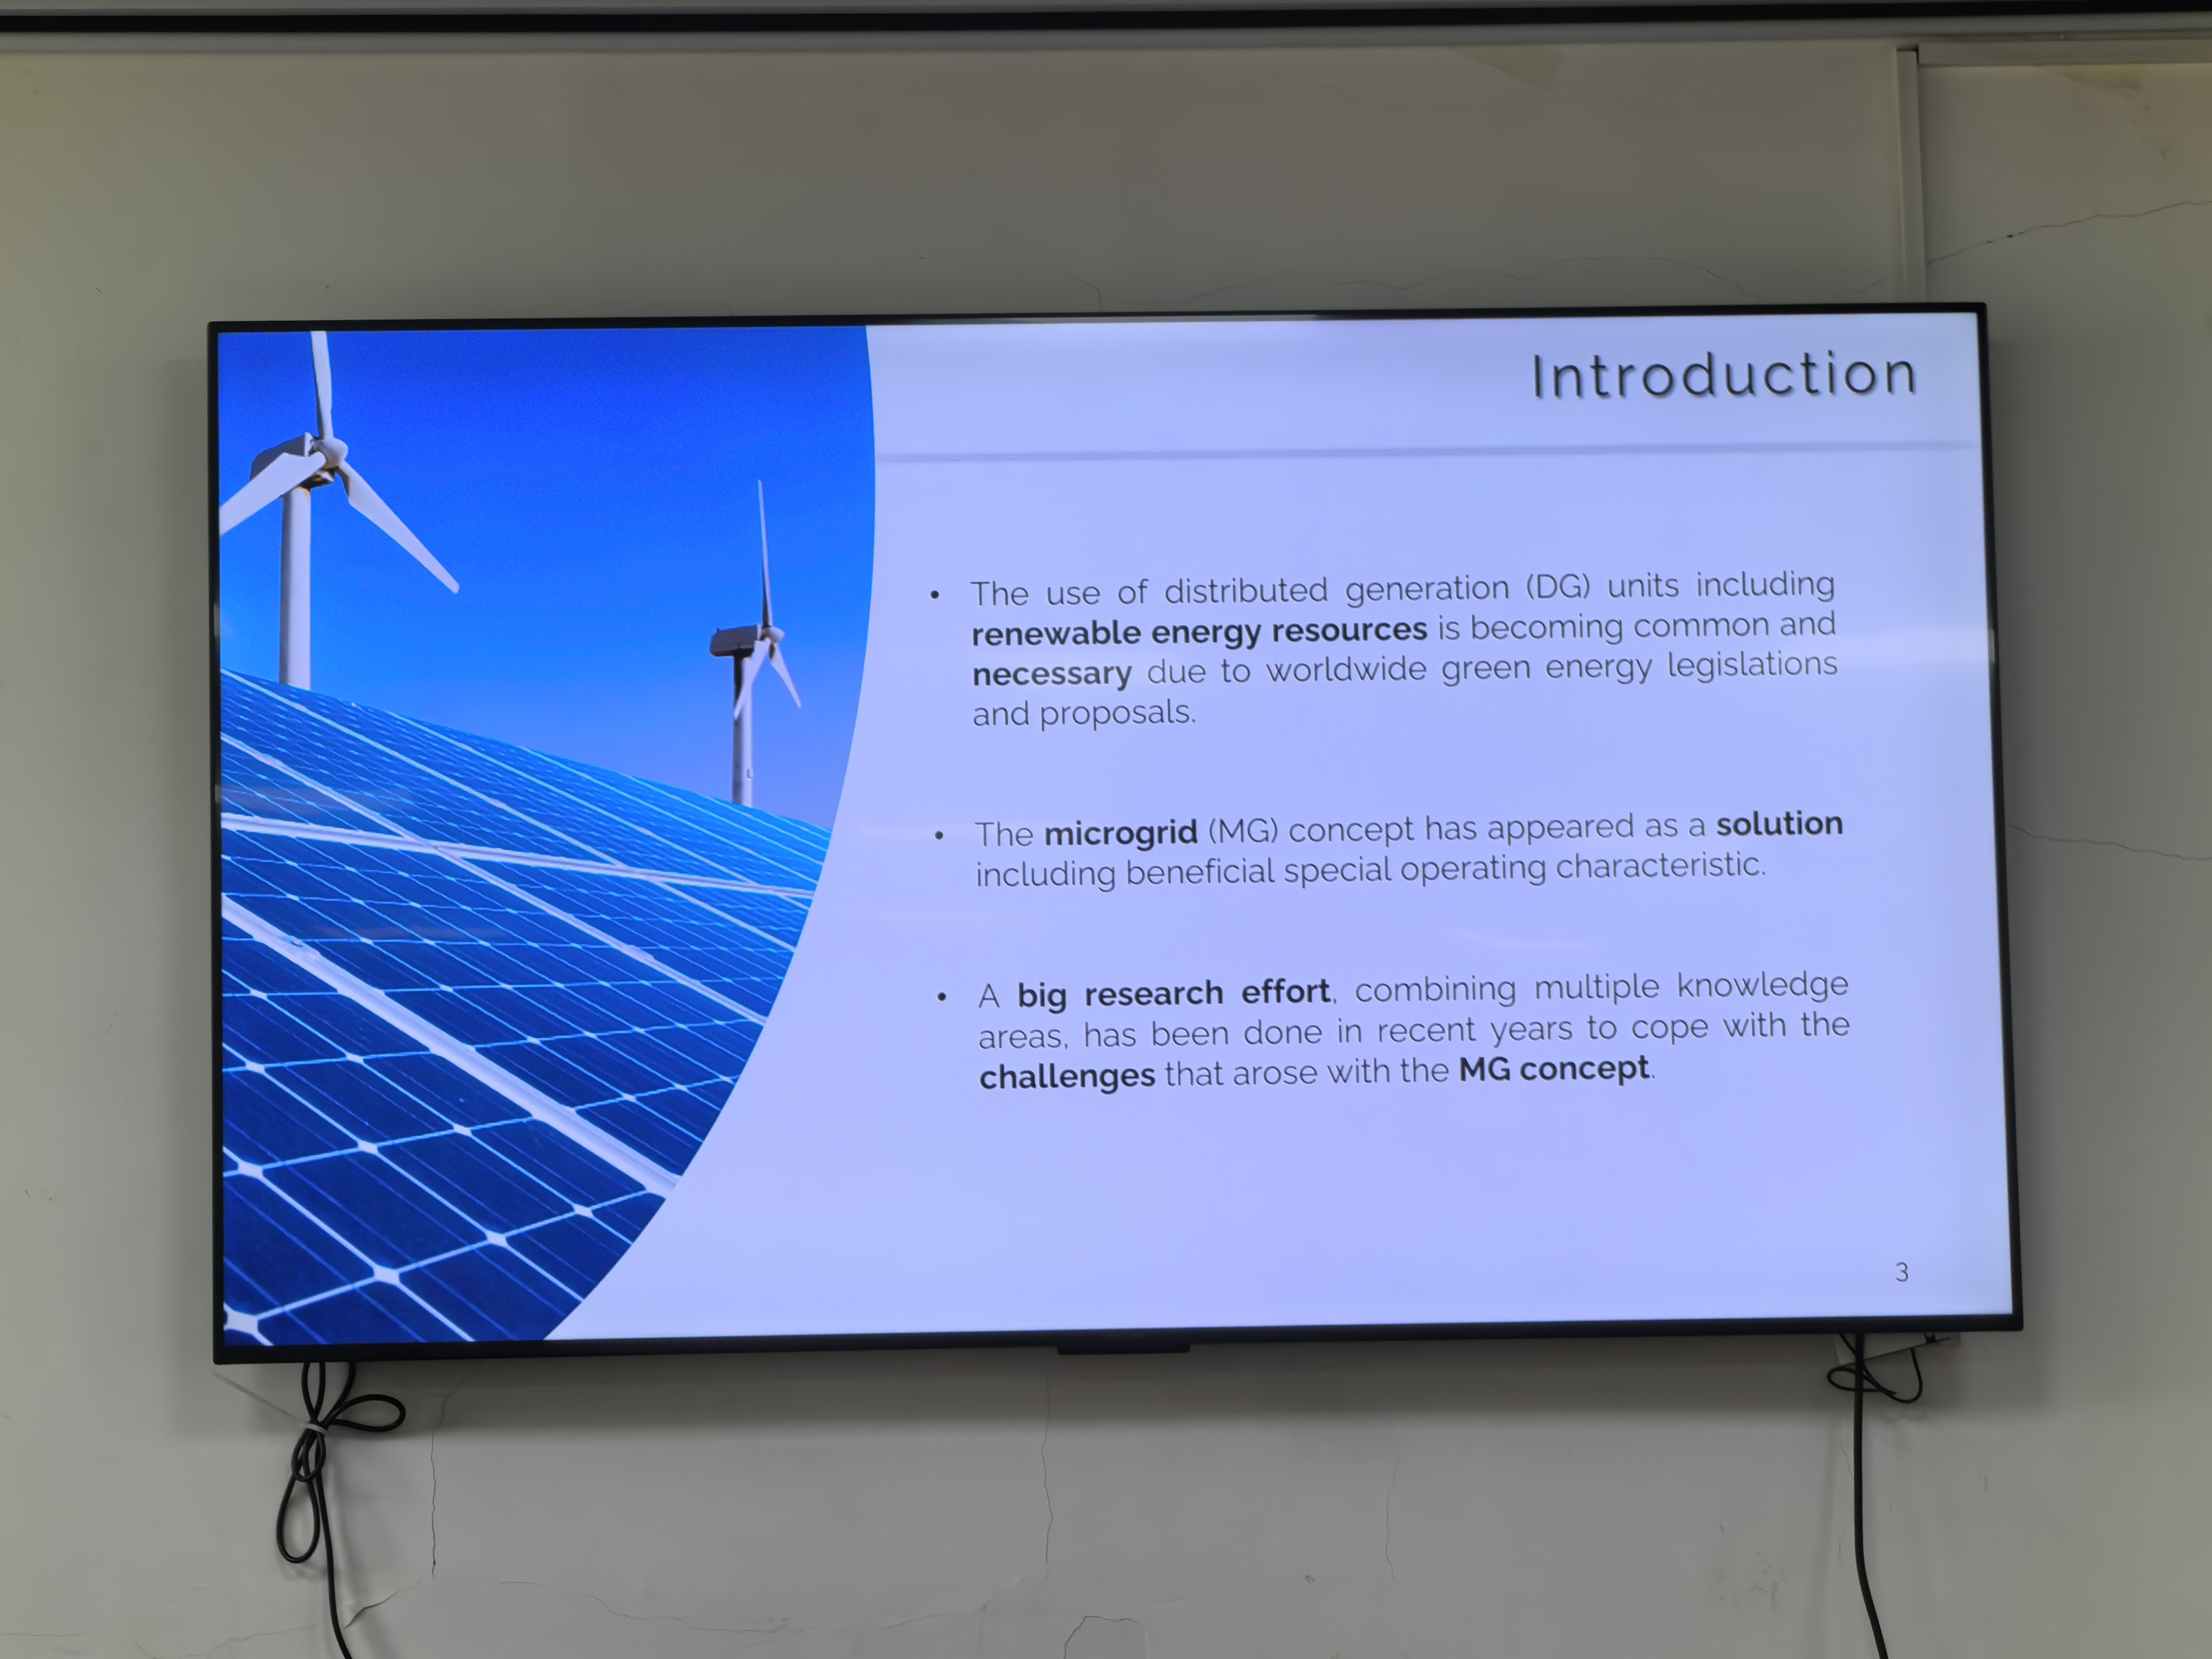 Introduction
• The use of distributed generation (DG) units including
renewable energy resources is becoming common and
necessary due to worldwide green energy legislations
and proposals.
• The microgrid (MG) concept has appeared as a solution
including beneficial special operating characteristic.
• A big research effort, combining multiple knowledge
areas, has been done in recent years to cope with the
challenges that arose with the MG concept.
3